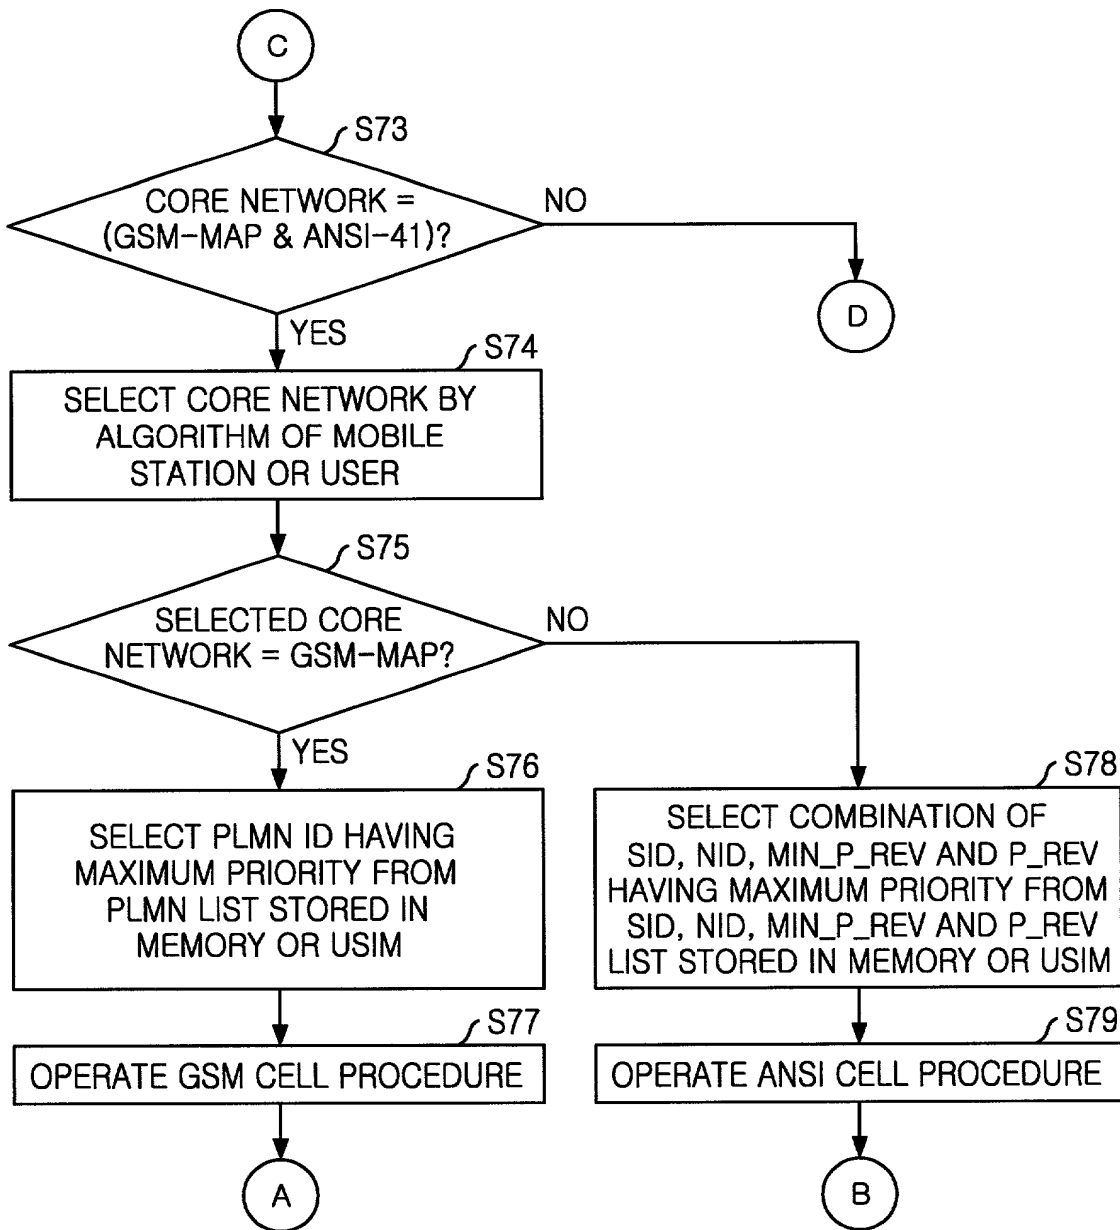 C
S73
CORE NETWORK =
(GSM-MAP & ANSI-41)?
NO
D
YES
S74
SELECT CORE NETWORK BY
ALGORITHM OF MOBILE
STATION OR USER
S75
SELECTED CORE
NETWORK = GSM-MAP?
NO
YES
S76
SELECT PLMN ID HAVING
MAXIMUM PRIORITY FROM
PLMN LIST STORED IN
MEMORY OR USIM
S78
SELECT COMBINATION OF
SID, NID, MIN_P_REV AND P_REV
HAVING MAXIMUM PRIORITY FROM
SID, NID, MIN_P_REV AND P_REV
LIST STORED IN MEMORY OR USIM
S77
OPERATE GSM CELL PROCEDURE
S79
OPERATE ANSI CELL PROCEDURE
A
B